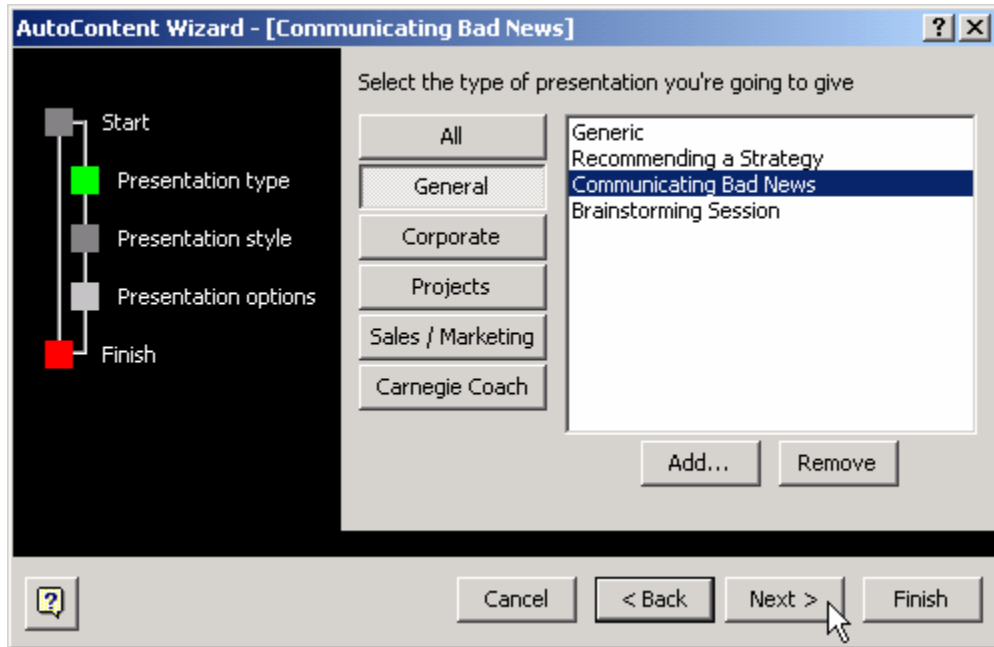 AutoContent Wizard - [Communicating Bad News]
Select the type of presentation you're going to give
Start
Presentation type
Presentation style
Presentation options
Finish
All
General
Corporate
Projects
Sales / Marketing
Carnegie Coach
Generic
Recommending a Strategy
Communicating Bad News
Brainstorming Session
Add...
Remove
Cancel
< Back
Next >
Finish